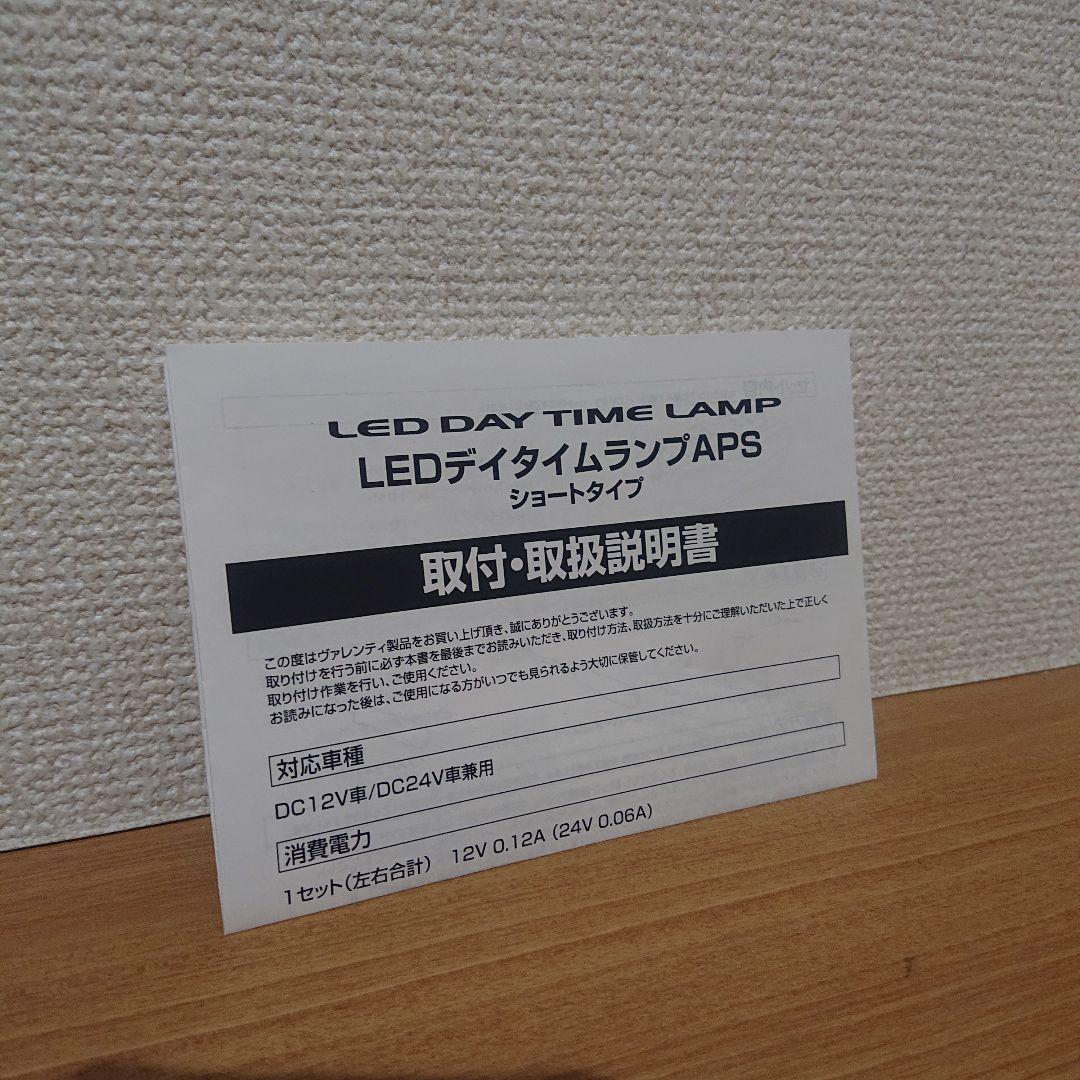 LED DAY TIME LAMP
LEDデイタイムランプAPS
ショートタイプ
取付・取扱説明書
この度はヴァレンティ製品をお買い上げ頂き、誠にありがとうございます。
取り付けを行う前に必ず本書を最後までお読みいただき、取り付け方法、取扱方法を十分にご理解いただいた上で正しく
取り付け作業を行い、ご使用ください。
お読みになった後は、ご使用になる方がいつでも見られるよう大切に保管してください。
対応車種
DC12V車/DC24V車兼用
消費電力
1セット(左右合計) 12V 0.12A (24V 0.06A)